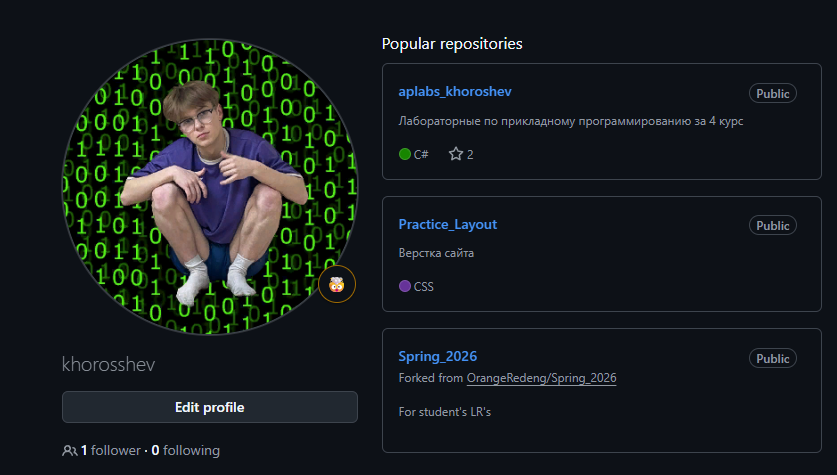 khorosshev
Edit profile
1 follower · 0 following
Popular repositories
aplabs_khoroshev
Public
Лабораторные по прикладному программированию за 4 курс
C# 2
Practice_Layout
Public
Верстка сайта
CSS
Spring_2026
Public
Forked from OrangeRedeng/Spring_2026
For student's LR's